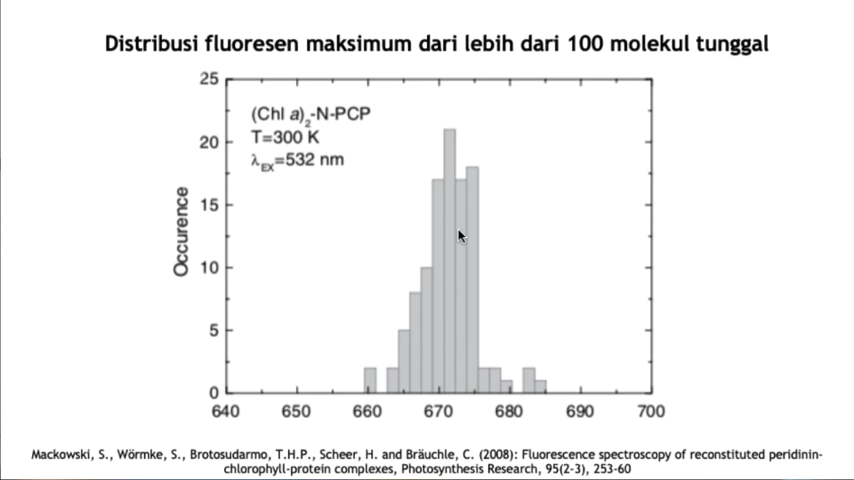 Distribusi fluoresen maksimum dari lebih dari 100 molekul tunggal
25
20
15
10
5
0
Occurence
(Chl a)₂-N-PCP
T=300 K
λEX=532 nm
640 650 660 670 680 690 700
Mackowski, S., Wörmke, S., Brotosudarmo, T.H.P., Scheer, H. and Bräuchle, C. (2008): Fluorescence spectroscopy of reconstituted peridinin-
chlorophyll-protein complexes, Photosynthesis Research, 95(2-3), 253-60